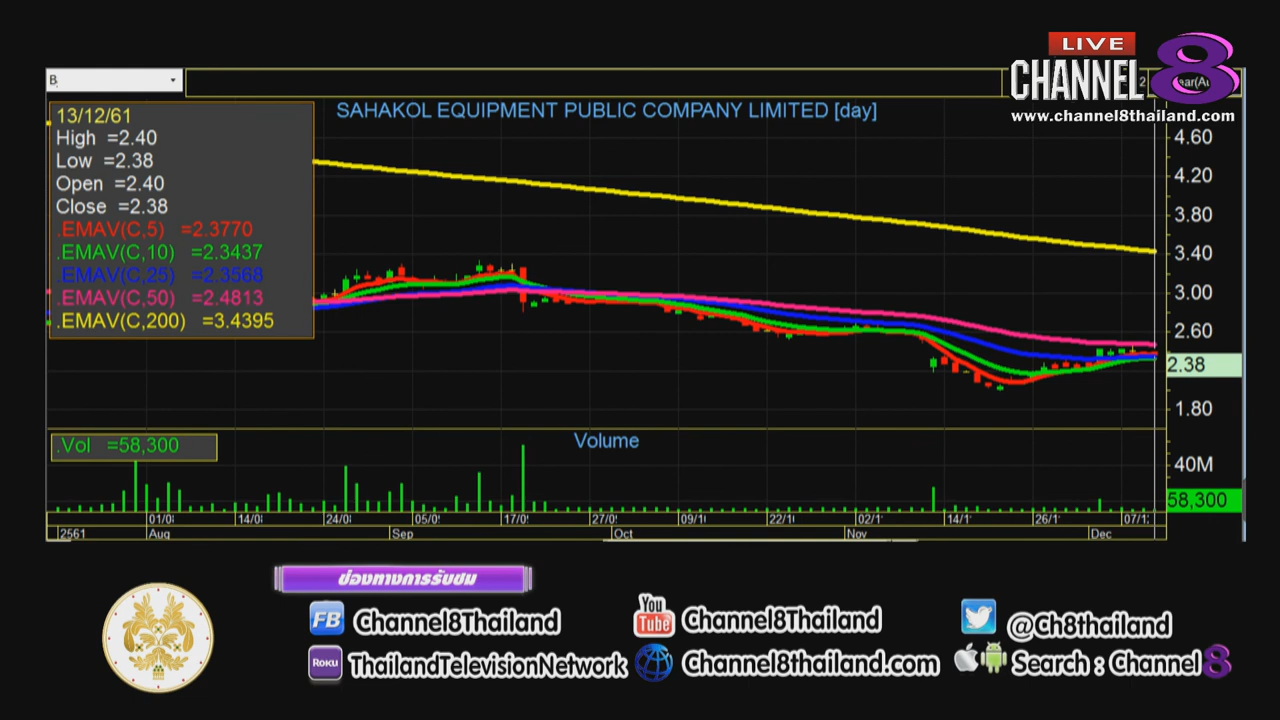 LIVE
CHANNEL 8
www.channel8thailand.com
B
SAHAKOL EQUIPMENT PUBLIC COMPANY LIMITED [day]
13/12/61
High =2.40
Low =2.38
Open =2.40
Close =2.38
.EMAV(C,5) =2.3770
.EMAV(C,10) =2.3437
.EMAV(C,25) =2.3568
.EMAV(C,50) =2.4813
.EMAV(C,200) =3.4395
4.60
4.20
3.80
3.40
3.00
2.60
2.38
1.80
.Vol =58,300
Volume
40M
58,300
01/0 14/0 24/0 05/0 17/0 27/0 09/1 22/1 02/1 14/1 26/1 07/1
2561 Aug Sep Oct Nov Dec
ช่องทางการรับชม
FB Channel8Thailand
You Tube Channel8Thailand
@Ch8thailand
ROKU ThailandTelevisionNetwork
Channel8thailand.com
Search : Channel 8